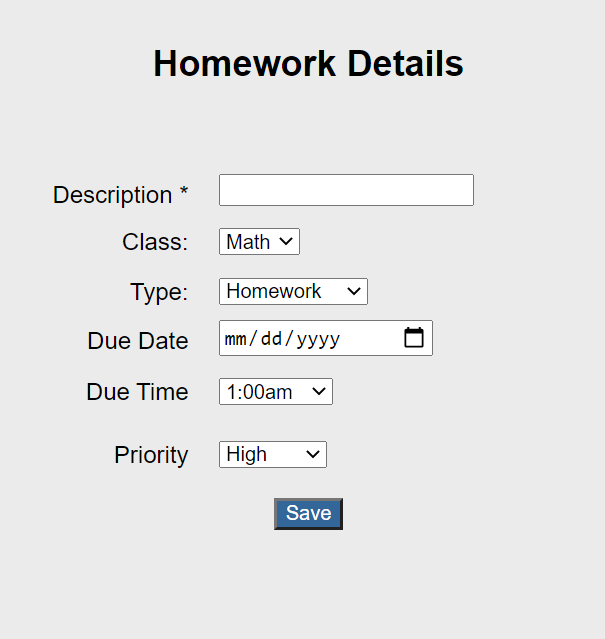 Homework Details
Description *
Class: Math
Type: Homework
Due Date mm/dd/yyyy
Due Time 1:00am
Priority High
Save